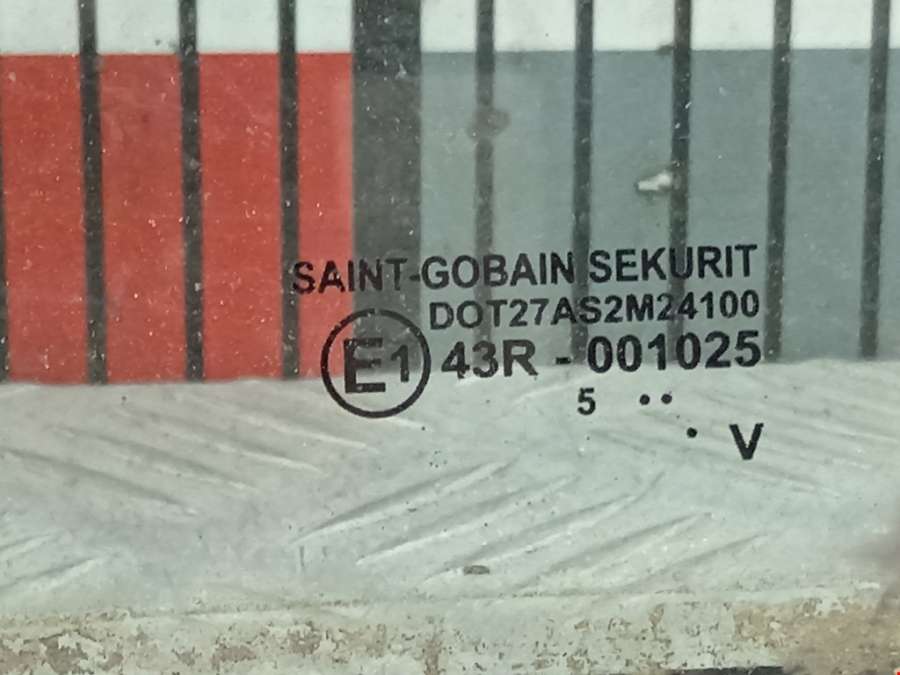 SAINT-GOBAIN SEKURIT
DOT27AS2M24100
E1 43R - 001025
5 ··
· V